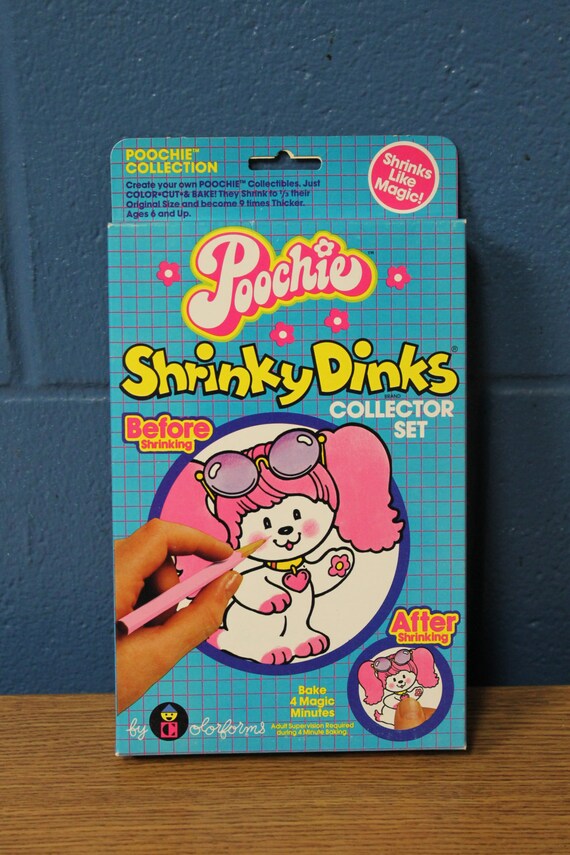 POOCHIE™
COLLECTION
Create your own POOCHIE™ Collectibles. Just
COLOR•CUT•& BAKE! They Shrink to ⅓ their
Original Size and become 9 times Thicker.
Ages 6 and Up.
Shrinks
Like
Magic!
Poochie™
Shrinky Dinks®
BRAND
COLLECTOR
SET
Before
Shrinking
After
Shrinking
Bake
4 Magic
Minutes
Adult Supervision Required
During 4 Minute Baking.
by Colorforms